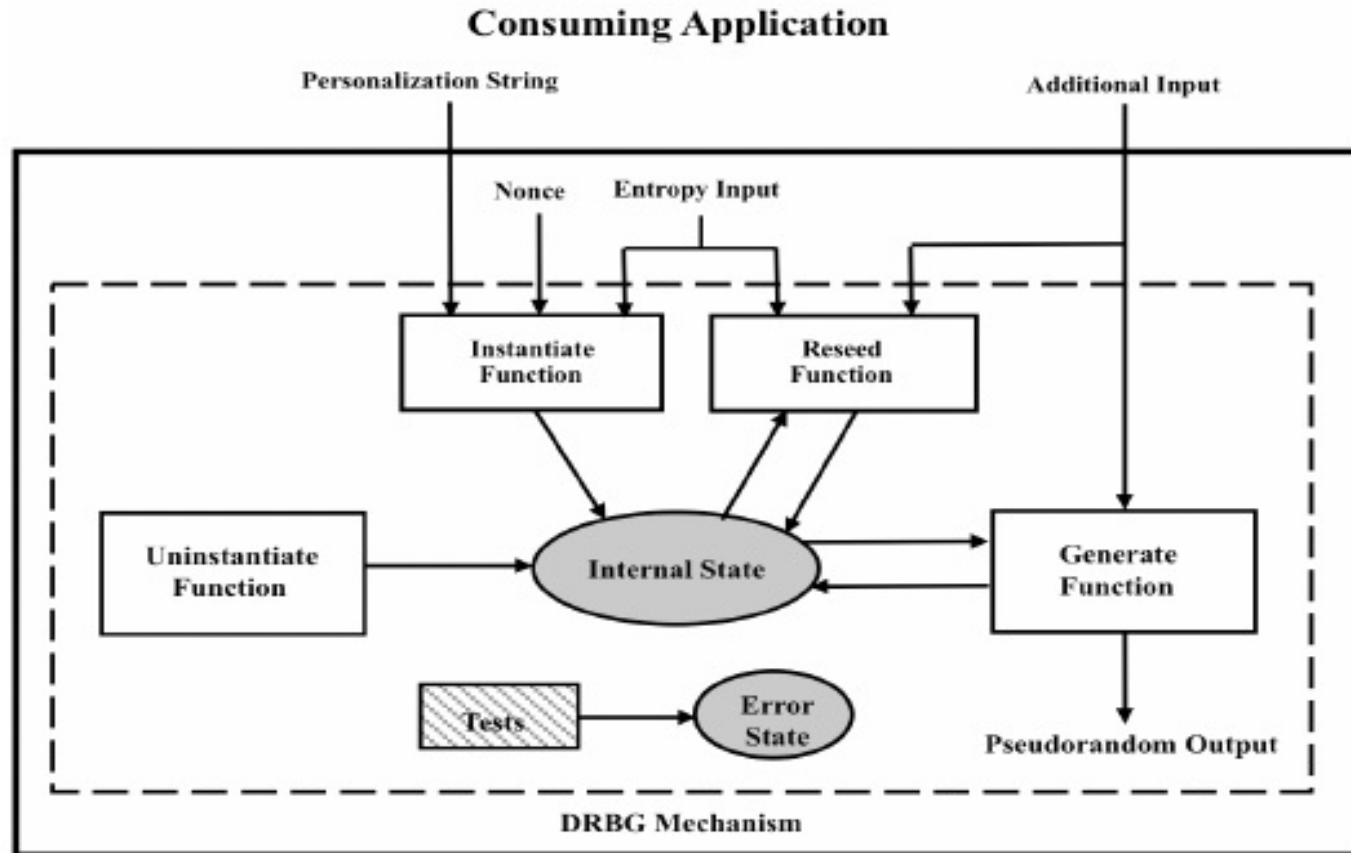 Consuming Application
Personalization String
Additional Input
Nonce
Entropy Input
Instantiate
Function
Reseed
Function
Uninstantiate
Function
Internal State
Generate
Function
Tests
Error
State
Pseudorandom Output
DRBG Mechanism